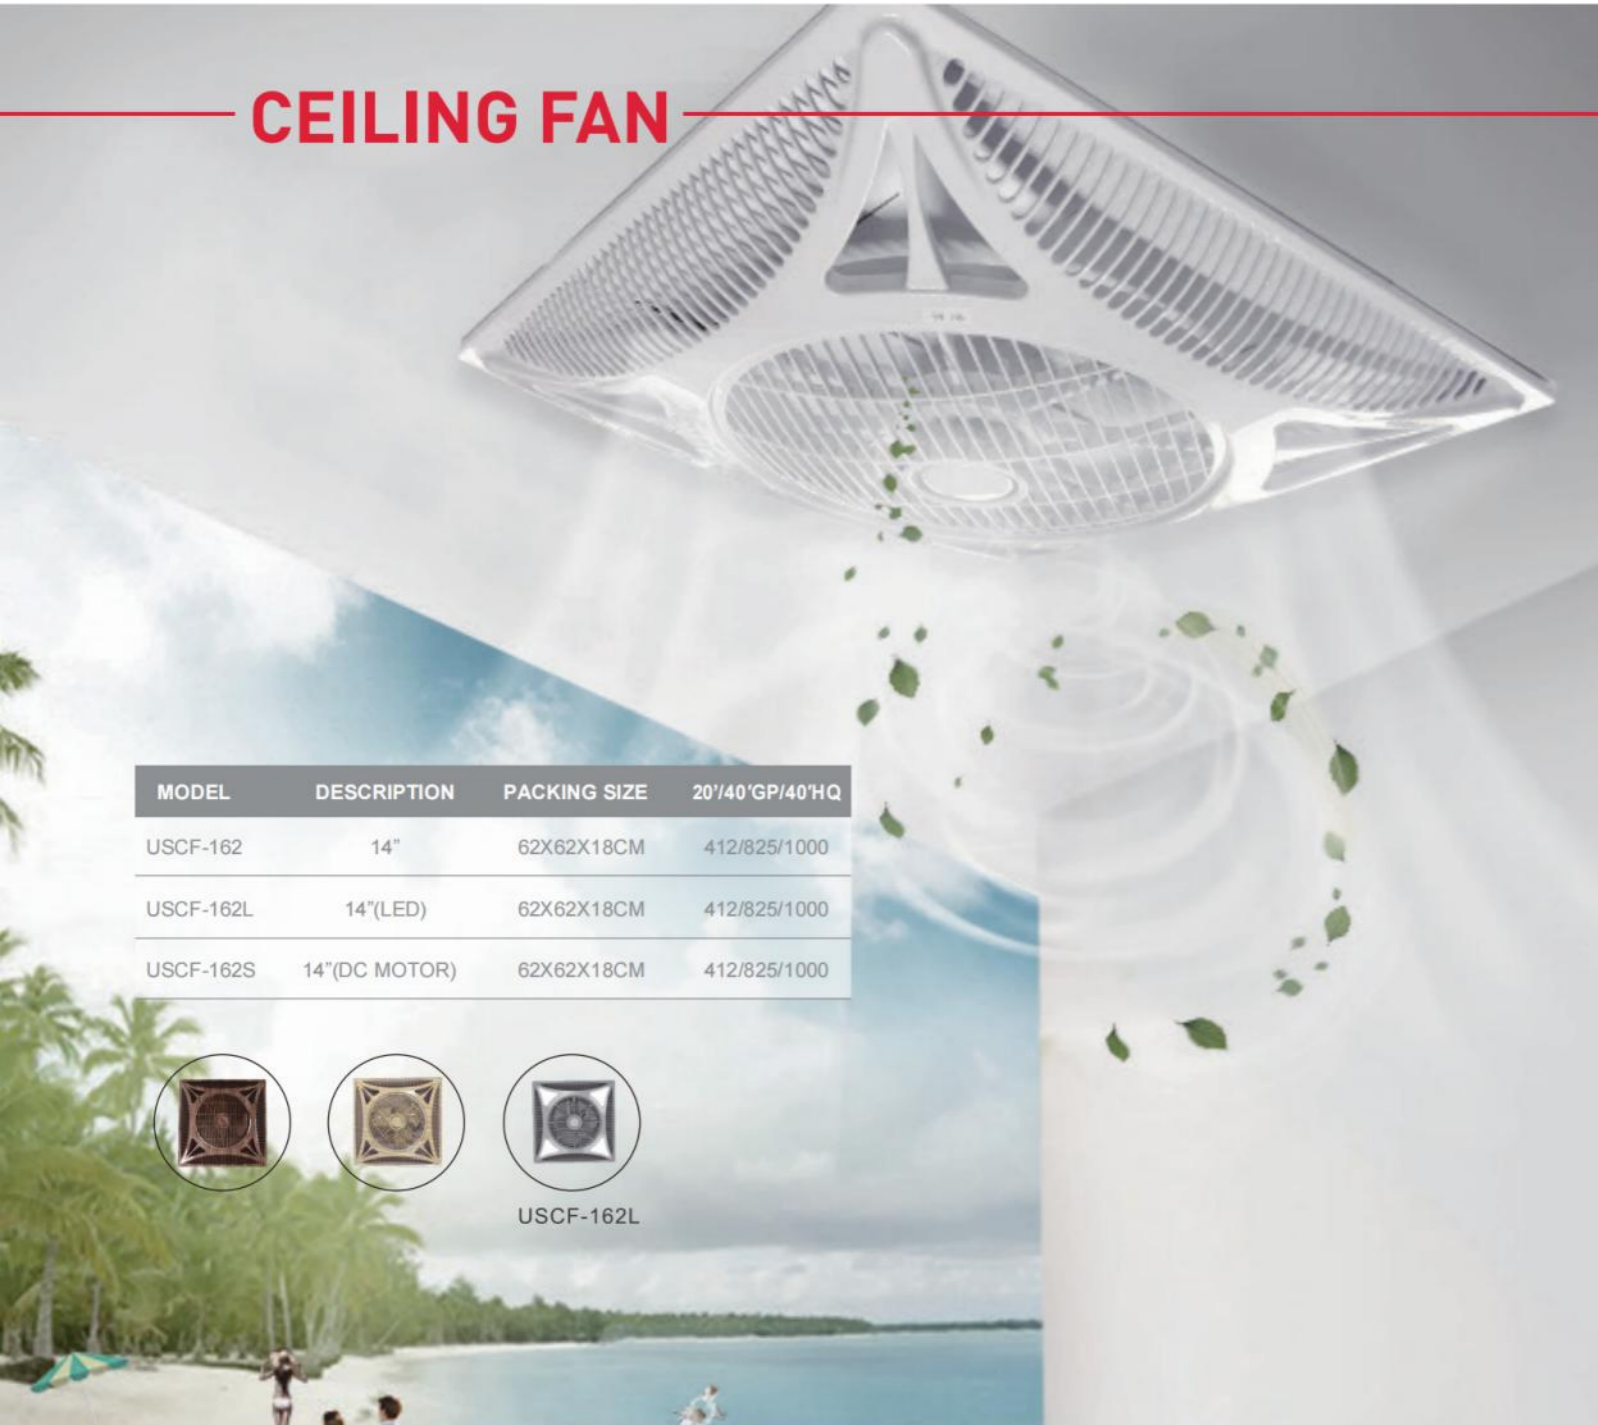 CEILING FAN
MODEL DESCRIPTION PACKING SIZE 20'/40'GP/40'HQ
USCF-162 14” 62X62X18CM 412/825/1000
USCF-162L 14”(LED) 62X62X18CM 412/825/1000
USCF-162S 14”(DC MOTOR) 62X62X18CM 412/825/1000
USCF-162L